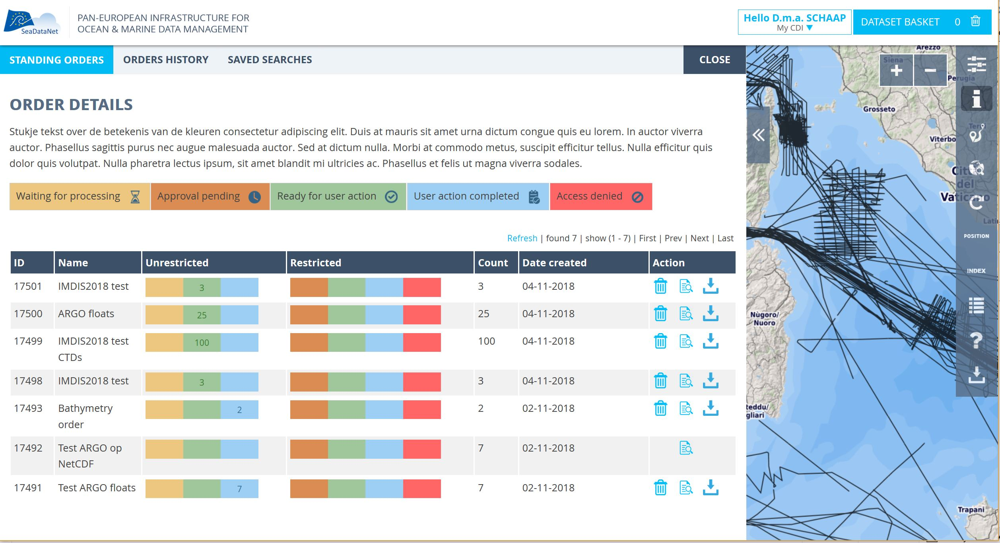 SeaDataNet
PAN-EUROPEAN INFRASTRUCTURE FOR
OCEAN & MARINE DATA MANAGEMENT
Hello D.m.a. SCHAAP
My CDI ▼
DATASET BASKET 0
STANDING ORDERS ORDERS HISTORY SAVED SEARCHES CLOSE
ORDER DETAILS
Stukje tekst over de betekenis van de kleuren consectetur adipiscing elit. Duis at mauris sit amet urna dictum congue quis eu lorem. In auctor viverra
auctor. Phasellus sagittis purus nec augue malesuada auctor. Sed at dictum nulla. Morbi at commodo metus, suscipit efficitur tellus. Nulla efficitur quis
dolor quis volutpat. Nulla pharetra lectus ipsum, sit amet blandit mi ultricies ac. Phasellus et felis ut magna viverra sodales.
Waiting for processing Approval pending Ready for user action User action completed Access denied
Refresh | found 7 | show (1 - 7) | First | Prev | Next | Last
ID Name Unrestricted Restricted Count Date created Action
17501 IMDIS2018 test 3 3 04-11-2018
17500 ARGO floats 25 25 04-11-2018
17499 IMDIS2018 test 100 100 04-11-2018
CTDs
17498 IMDIS2018 test 3 3 04-11-2018
17493 Bathymetry 2 2 02-11-2018
order
17492 Test ARGO op 7 02-11-2018
NetCDF
17491 Test ARGO floats 7 7 02-11-2018
Arezzo
Siena
+ −
Perugia
Grosseto
Terni
Viterbo
Città
del
Vaticano
POSITION
INDEX
Nùgoro/
Nuoro
?
teddu/
gliari
Trapani